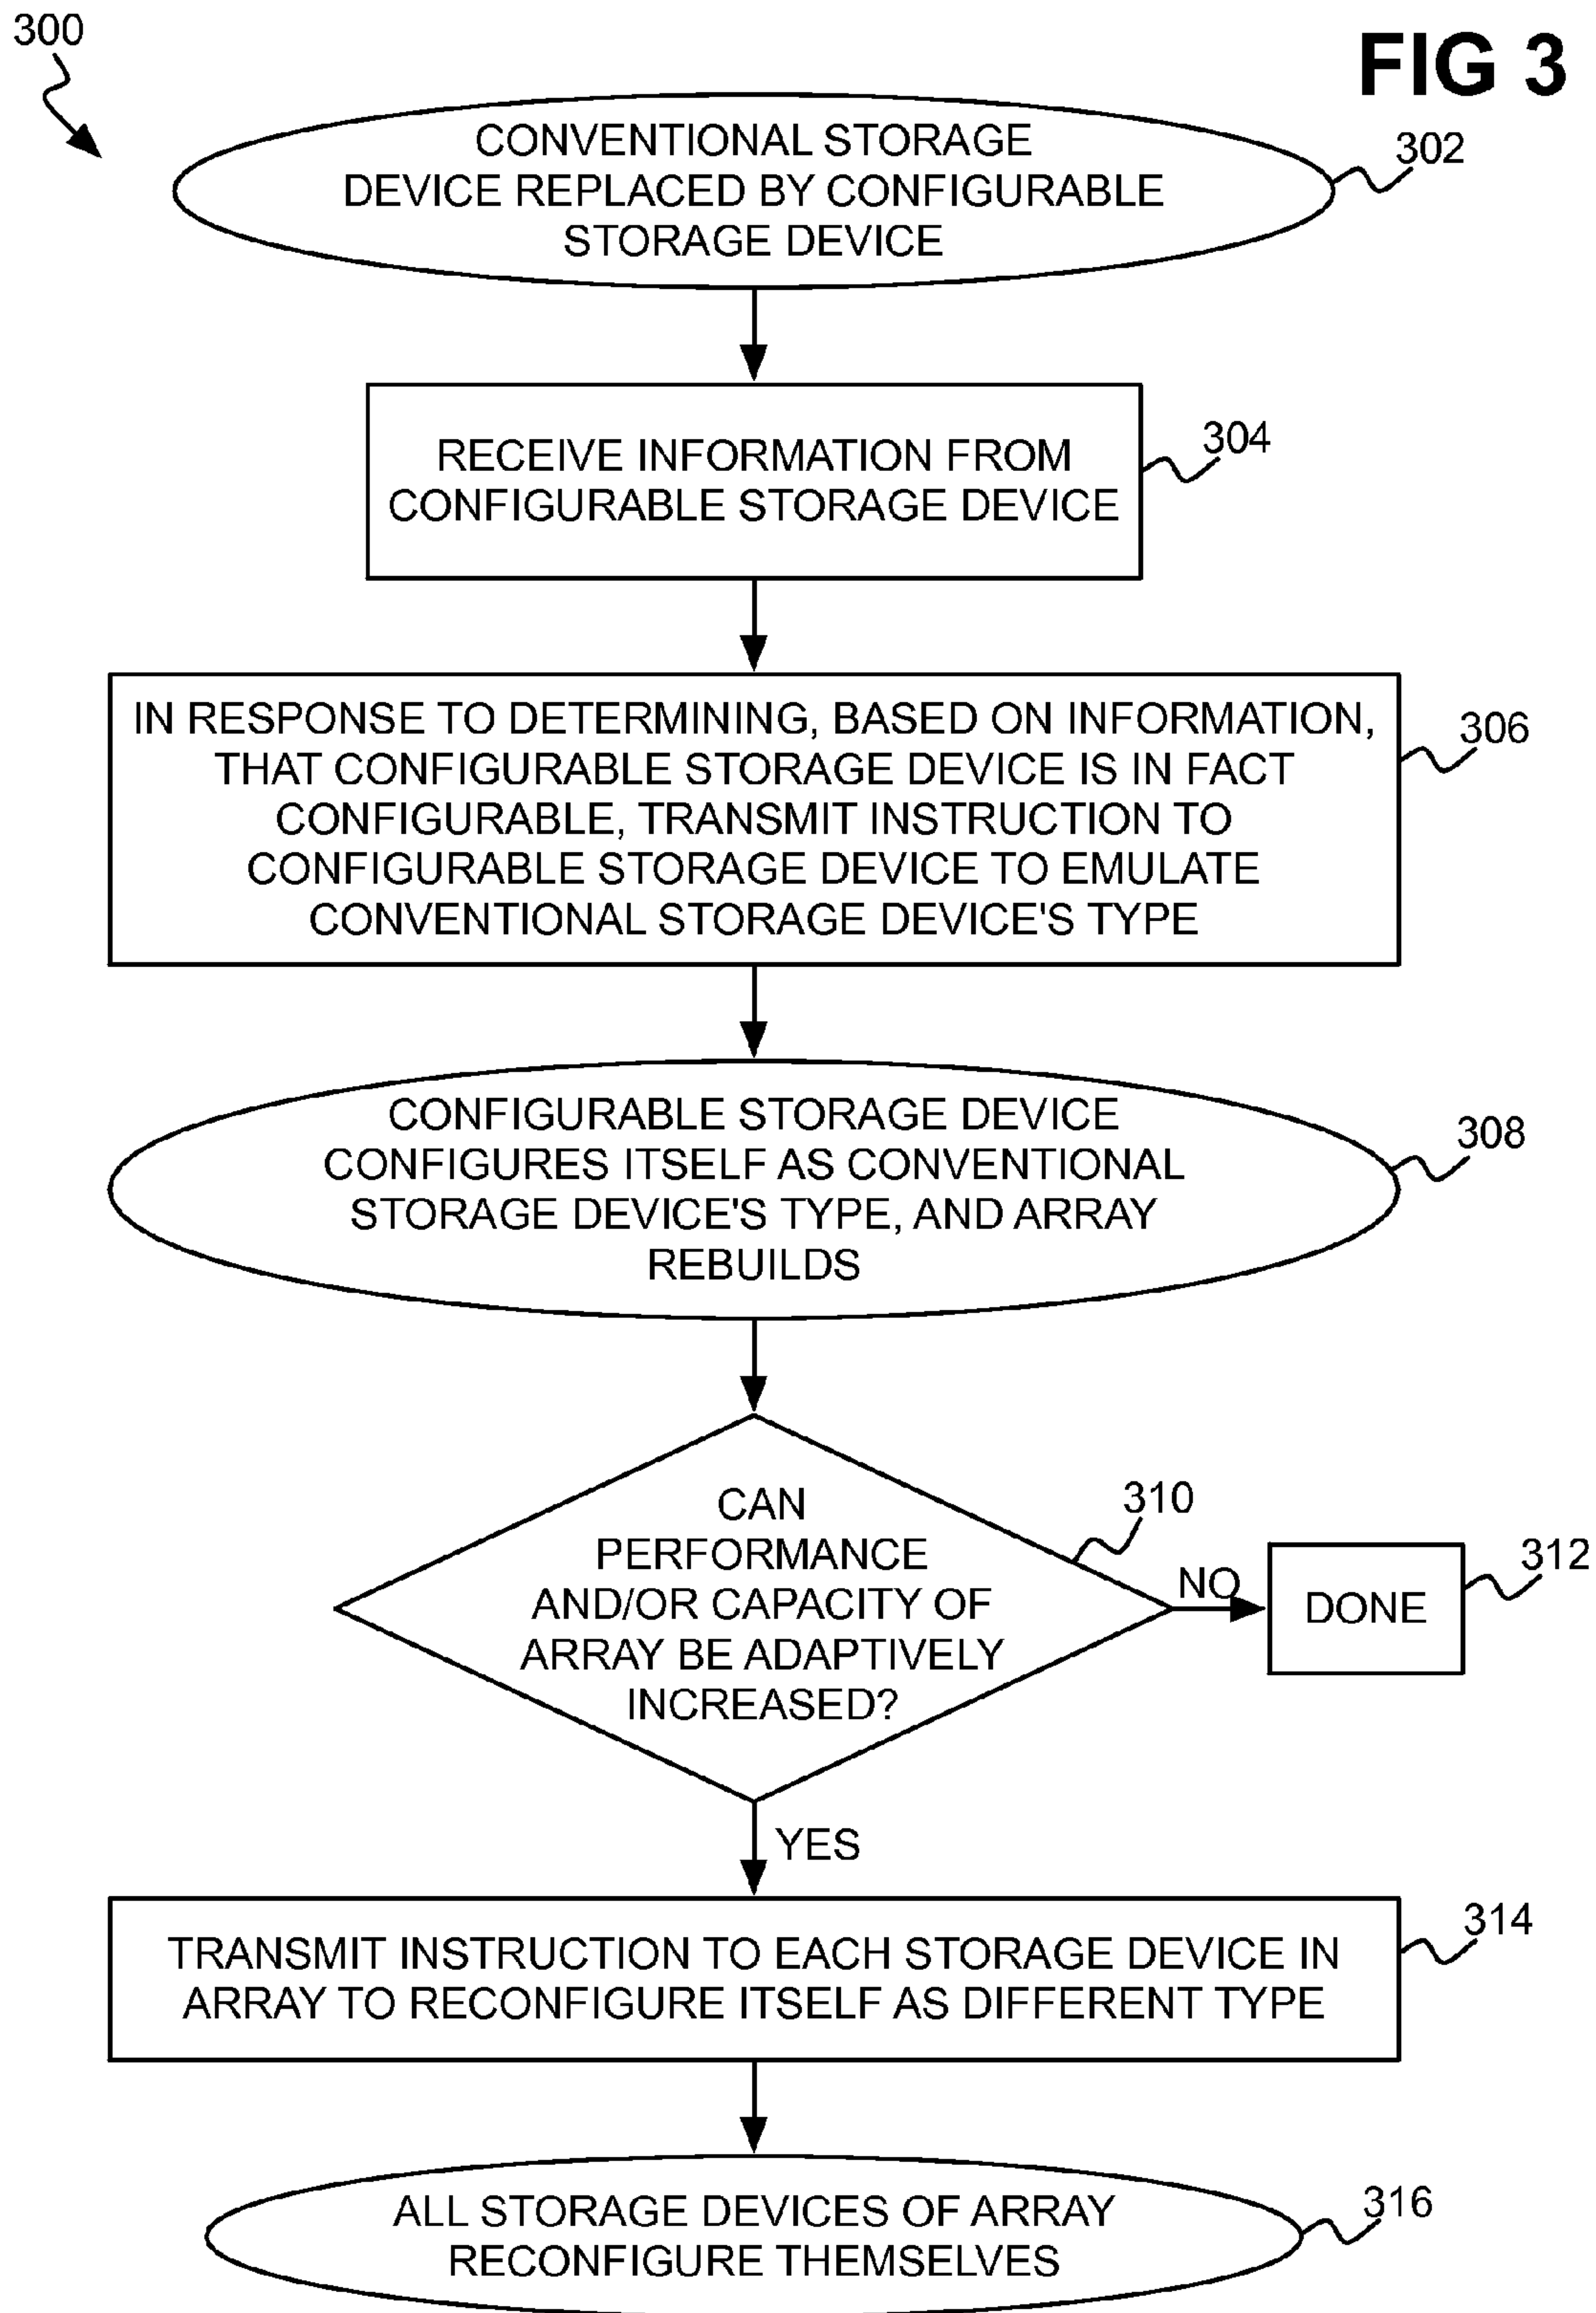 300
FIG 3
CONVENTIONAL STORAGE
DEVICE REPLACED BY CONFIGURABLE
STORAGE DEVICE
302
RECEIVE INFORMATION FROM
CONFIGURABLE STORAGE DEVICE
304
IN RESPONSE TO DETERMINING, BASED ON INFORMATION,
THAT CONFIGURABLE STORAGE DEVICE IS IN FACT
CONFIGURABLE, TRANSMIT INSTRUCTION TO
CONFIGURABLE STORAGE DEVICE TO EMULATE
CONVENTIONAL STORAGE DEVICE'S TYPE
306
CONFIGURABLE STORAGE DEVICE
CONFIGURES ITSELF AS CONVENTIONAL
STORAGE DEVICE'S TYPE, AND ARRAY
REBUILDS
308
CAN
PERFORMANCE
AND/OR CAPACITY OF
ARRAY BE ADAPTIVELY
INCREASED?
310
NO
DONE
312
YES
TRANSMIT INSTRUCTION TO EACH STORAGE DEVICE IN
ARRAY TO RECONFIGURE ITSELF AS DIFFERENT TYPE
314
ALL STORAGE DEVICES OF ARRAY
RECONFIGURE THEMSELVES
316